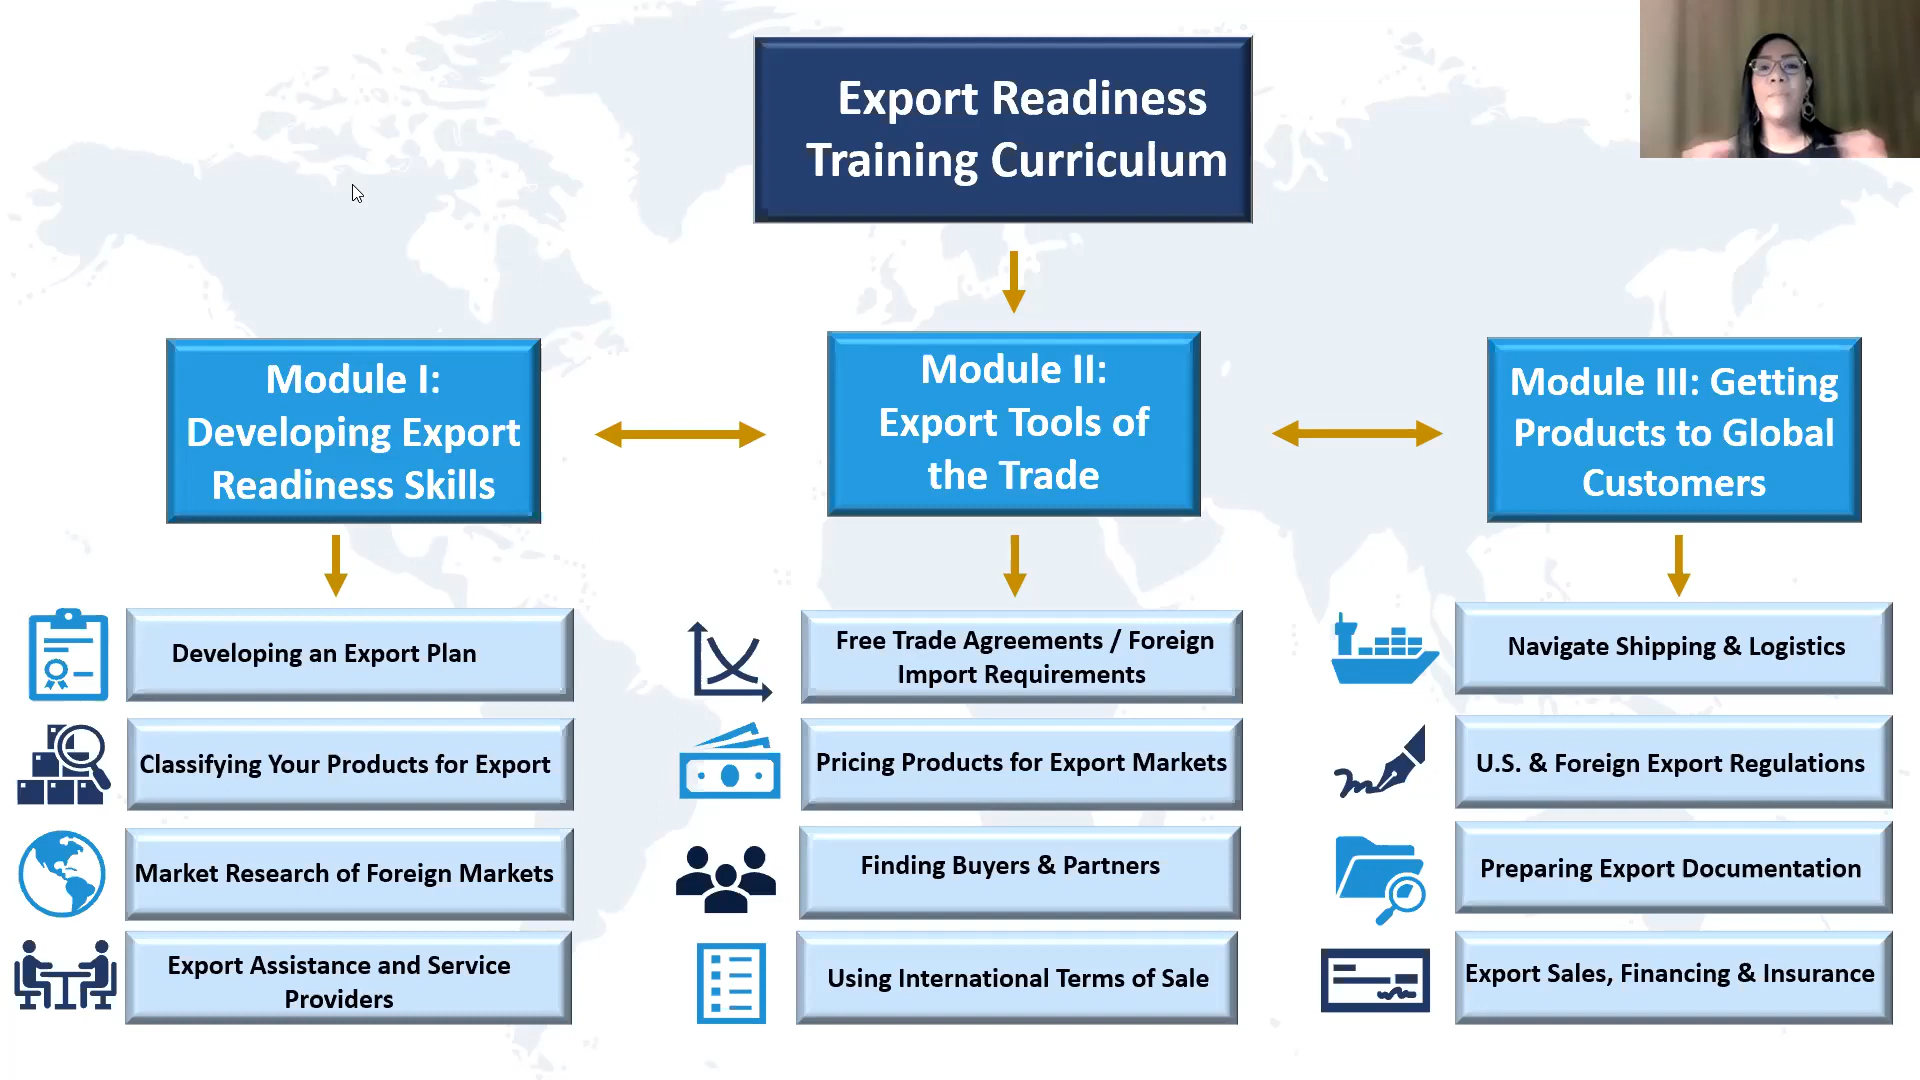 Export Readiness
Training Curriculum
Module I:
Developing Export
Readiness Skills
Module II:
Export Tools of
the Trade
Module III: Getting
Products to Global
Customers
Developing an Export Plan
Classifying Your Products for Export
Market Research of Foreign Markets
Export Assistance and Service
Providers
Free Trade Agreements / Foreign
Import Requirements
Pricing Products for Export Markets
Finding Buyers & Partners
Using International Terms of Sale
Navigate Shipping & Logistics
U.S. & Foreign Export Regulations
Preparing Export Documentation
Export Sales, Financing & Insurance